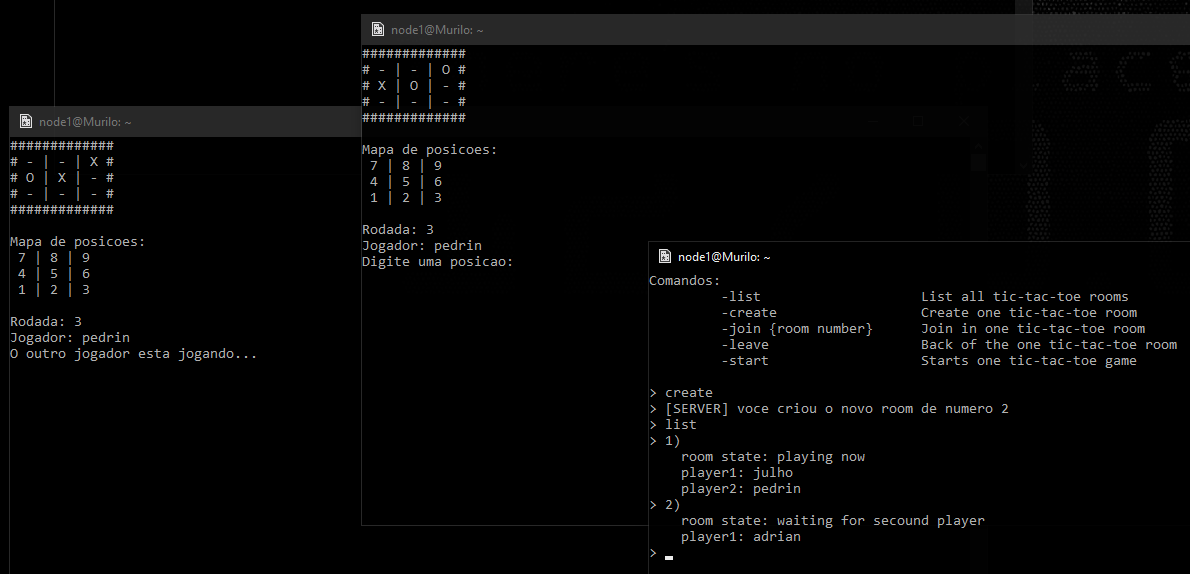 node1@Murilo: ~
#############
# - | - | X #
# O | X | - #
# - | - | - #
#############
Mapa de posicoes:
7 | 8 | 9
4 | 5 | 6
1 | 2 | 3
Rodada: 3
Jogador: pedrin
O outro jogador esta jogando...
node1@Murilo: ~
#############
# - | - | O #
# X | O | - #
# - | - | - #
#############
Mapa de posicoes:
7 | 8 | 9
4 | 5 | 6
1 | 2 | 3
Rodada: 3
Jogador: pedrin
Digite uma posicao:
node1@Murilo: ~
Comandos:
-list List all tic-tac-toe rooms
-create Create one tic-tac-toe room
-join {room number} Join in one tic-tac-toe room
-leave Back of the one tic-tac-toe room
-start Starts one tic-tac-toe game
> create
> [SERVER] voce criou o novo room de numero 2
> list
> 1)
room state: playing now
player1: julho
player2: pedrin
> 2)
room state: waiting for secound player
player1: adrian
>